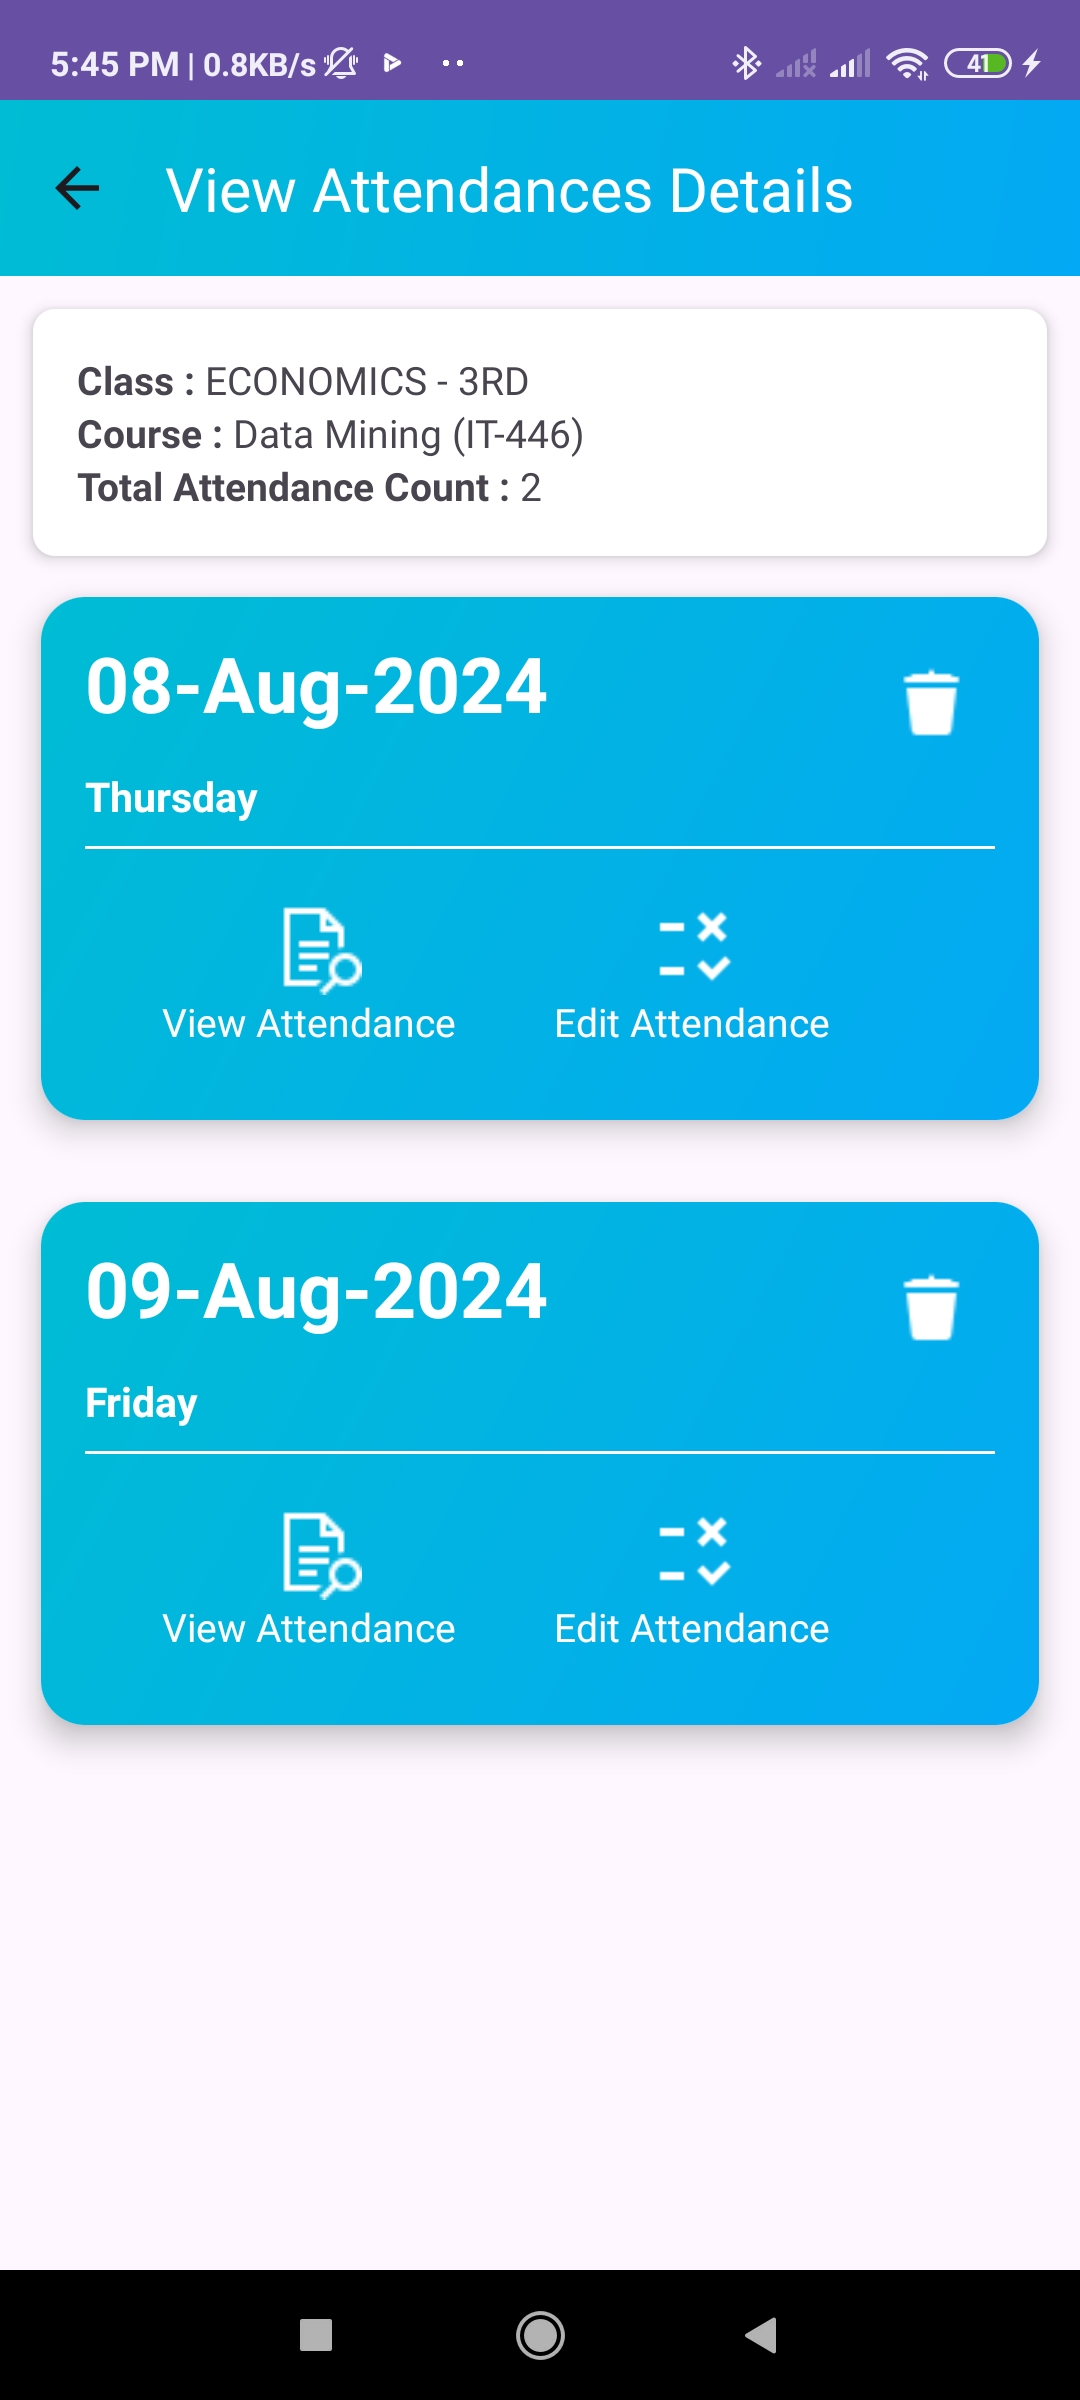 5:45 PM | 0.8KB/s 41
View Attendances Details
Class : ECONOMICS - 3RD
Course : Data Mining (IT-446)
Total Attendance Count : 2
08-Aug-2024
Thursday
View Attendance Edit Attendance
09-Aug-2024
Friday
View Attendance Edit Attendance